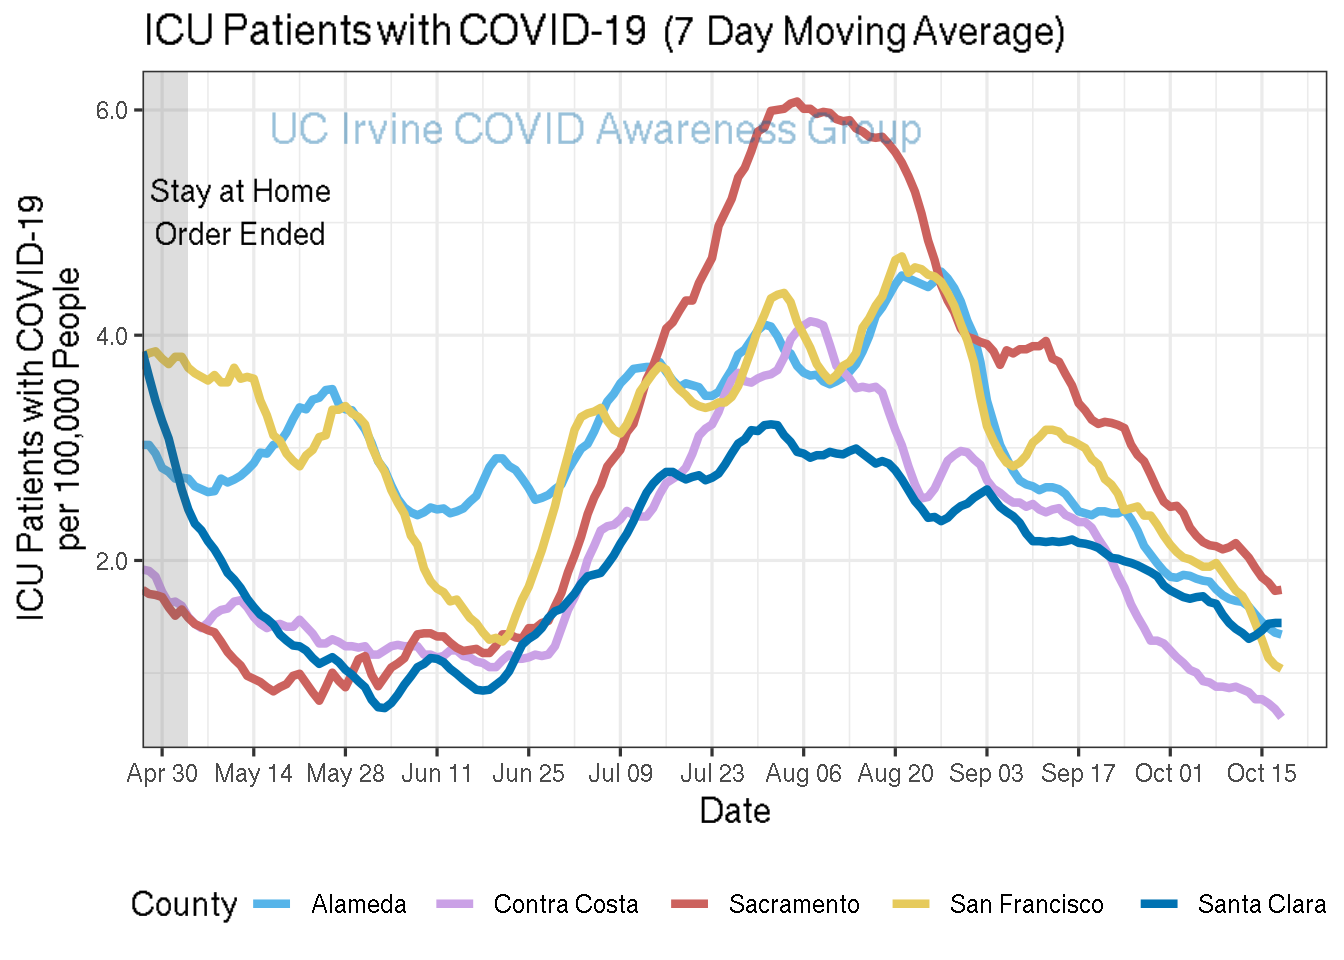 ICU Patients with COVID-19 (7 Day Moving Average)
UC Irvine COVID Awareness Group
Stay at Home
Order Ended
ICU Patients with COVID-19
per 100,000 People
6.0
4.0
2.0
Apr 30 May 14 May 28 Jun 11 Jun 25 Jul 09 Jul 23 Aug 06 Aug 20 Sep 03 Sep 17 Oct 01 Oct 15
Date
County Alameda Contra Costa Sacramento San Francisco Santa Clara